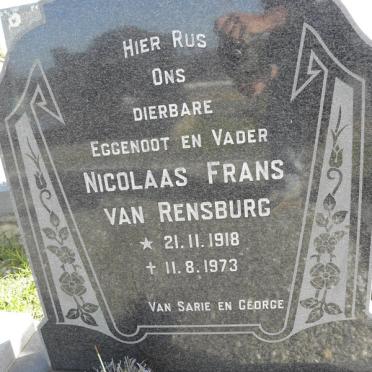 Hier Rus
Ons
dierbare
Eggenoot en Vader
Nicolaas Frans
van Rensburg
★ 21.11.1918
✝ 11.8.1973
Van Sarie en George